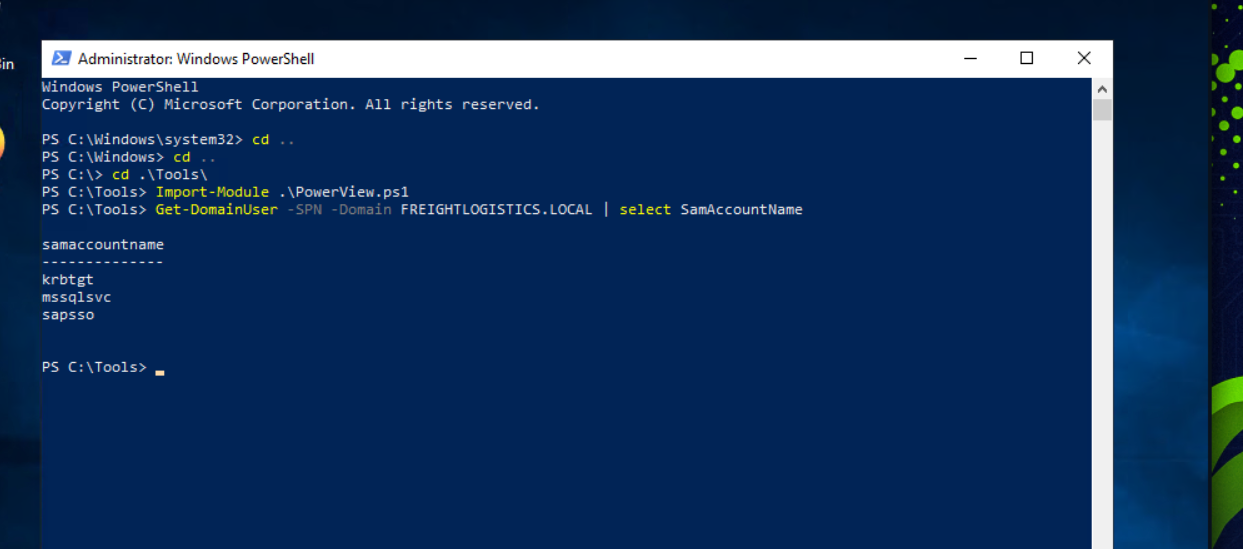 in
Administrator: Windows PowerShell
Windows PowerShell
Copyright (C) Microsoft Corporation. All rights reserved.
PS C:\Windows\system32> cd ..
PS C:\Windows> cd ..
PS C:\> cd .\Tools\
PS C:\Tools> Import-Module .\PowerView.ps1
PS C:\Tools> Get-DomainUser -SPN -Domain FREIGHTLOGISTICS.LOCAL | select SamAccountName
samaccountname
--------------
krbtgt
mssqlsvc
sapsso
PS C:\Tools>